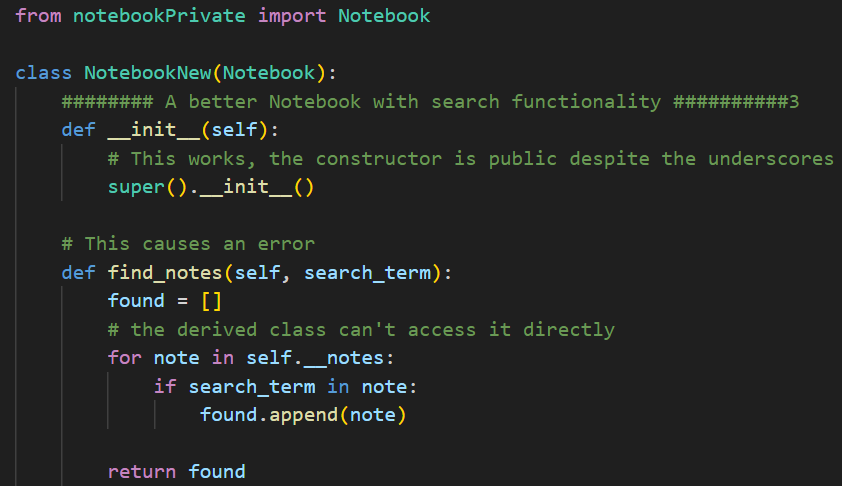 from notebookPrivate import Notebook
class NotebookNew(Notebook):
######## A better Notebook with search functionality ##########3
def __init__(self):
# This works, the constructor is public despite the underscores
super().__init__()
# This causes an error
def find_notes(self, search_term):
found = []
# the derived class can't access it directly
for note in self.__notes:
if search_term in note:
found.append(note)
return found